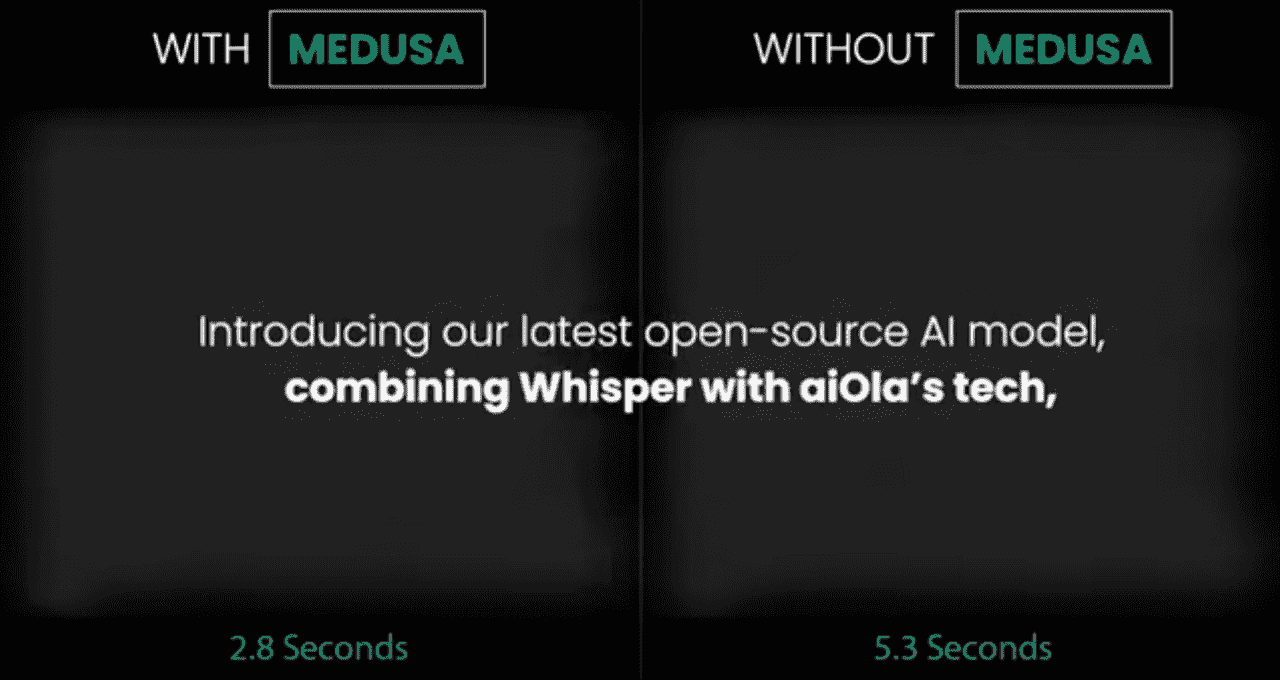 WITH MEDUSA
WITHOUT MEDUSA
Introducing our latest open-source AI model,
combining Whisper with aiOla’s tech,
2.8 Seconds
5.3 Seconds